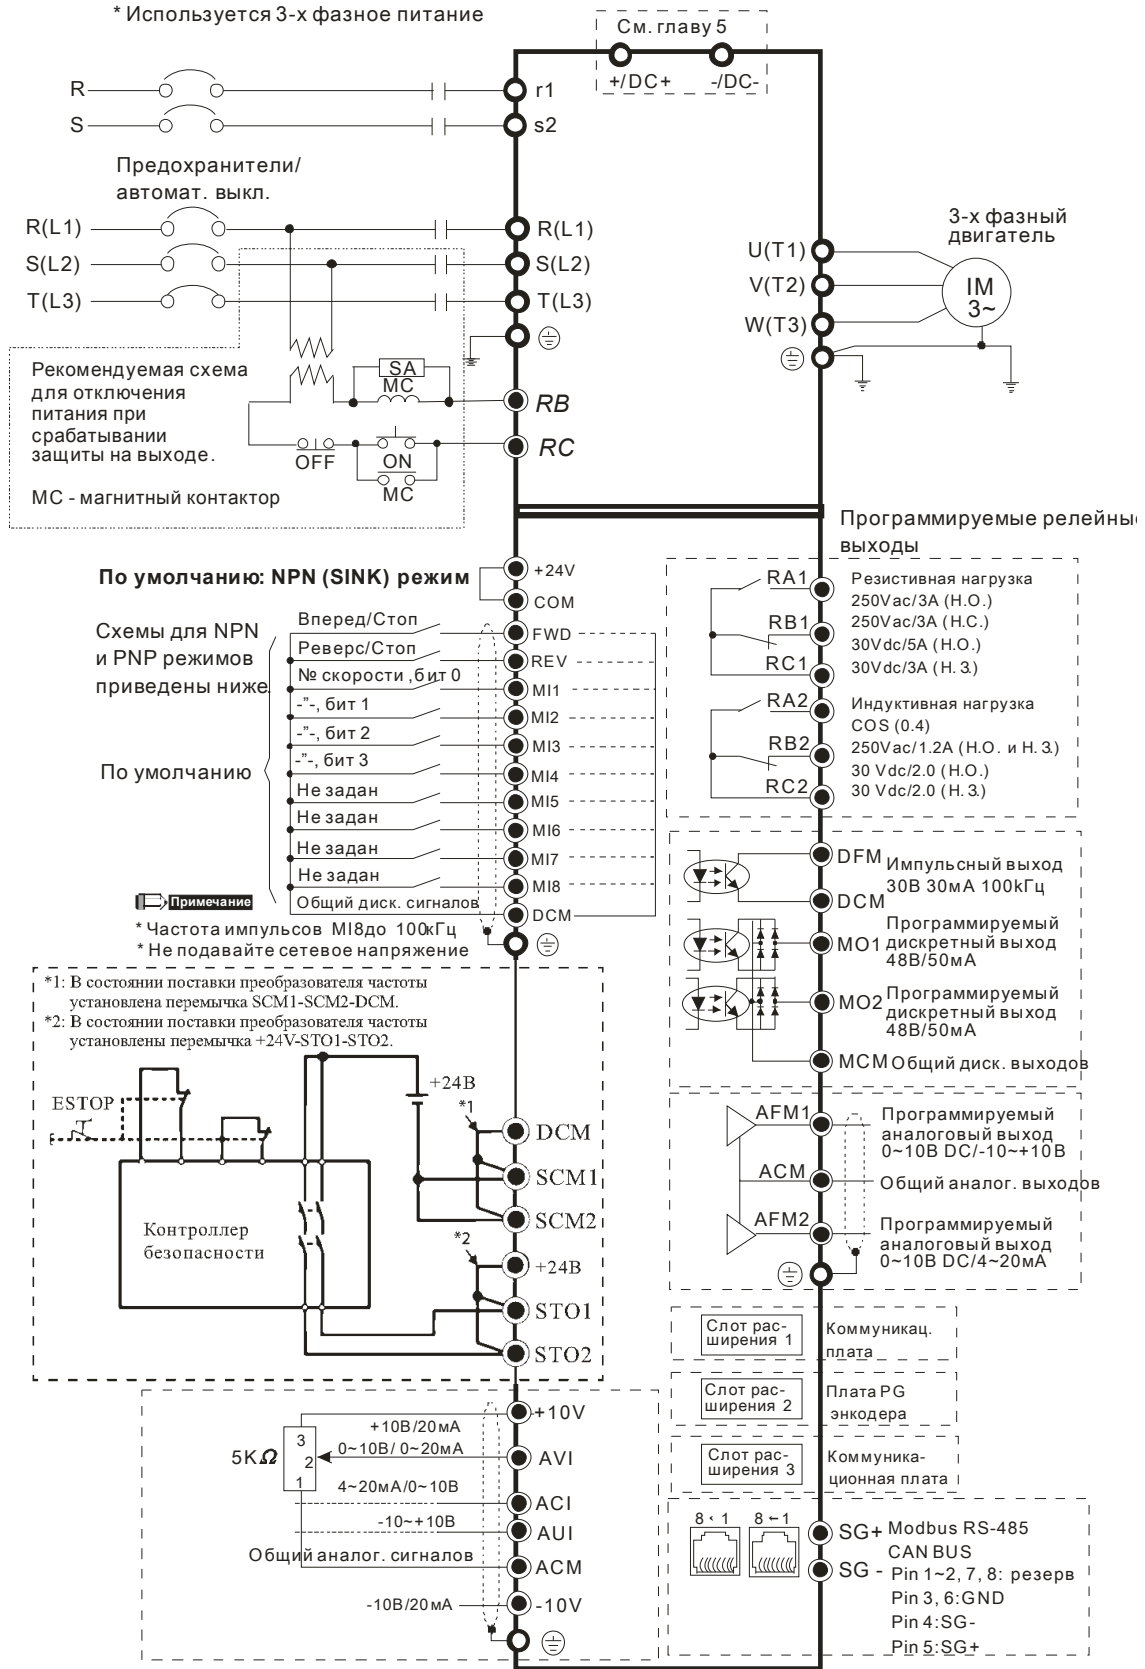 * Используется 3-х фазное питание
См. главу 5
+/DC+ -/DC-
R r1
S s2
Предохранители/
автомат. выкл.
R(L1) R(L1)
S(L2) S(L2)
T(L3) T(L3)
3-х фазный
двигатель
U(T1)
V(T2)
W(T3)
IM
3~
Рекомендуемая схема
для отключения
питания при
срабатывании
защиты на выходе.
МС - магнитный контактор
SA
MC
OFF
ON
MC
RB
RC
Программируемые релейные
выходы
По умолчанию: NPN (SINK) режим
+24V
COM
Схемы для NPN
и PNP режимов
приведены ниже
По умолчанию
Вперед/Стоп FWD
Реверс/Стоп REV
№ скорости ,бит 0 MI1
-"-, бит 1 MI2
-"-, бит 2 MI3
-"-, бит 3 MI4
Не задан MI5
Не задан MI6
Не задан MI7
Не задан MI8
Общий диск. сигналов DCM
Примечание
* Частота импульсов MI8до 100кГц
* Не подавайте сетевое напряжение
RA1
RB1
RC1
Резистивная нагрузка
250Vac/3A (Н.О.)
250Vac/3A (Н.С.)
30Vdc/5A (Н.О.)
30Vdc/3A (Н.З.)
RA2
RB2
RC2
Индуктивная нагрузка
COS (0.4)
250Vac/1.2A (Н.О. и Н.З.)
30 Vdc/2.0 (Н.О.)
30 Vdc/2.0 (Н.З.)
DFM Импульсный выход
30В 30мА 100kГц
DCM
MO1 Программируемый
дискретный выход
48В/50мА
MO2 Программируемый
дискретный выход
48В/50мА
MCM Общий диск. выходов
*1: В состоянии поставки преобразователя частоты
установлена перемычка SCM1-SCM2-DCM.
*2: В состоянии поставки преобразователя частоты
установлены перемычка +24V-STO1-STO2.
ESTOP
Контроллер
безопасности
+24В
*1
DCM
SCM1
SCM2
*2
+24В
STO1
STO2
AFM1 Программируемый
аналоговый выход
0~10В DC/-10~+10В
ACM Общий аналог. выходов
AFM2 Программируемый
аналоговый выход
0~10В DC/4~20мА
Слот рас-
ширения 1
Коммуникац.
плата
Слот рас-
ширения 2
Плата PG
энкодера
Слот рас-
ширения 3
Коммуника-
ционная плата
5KΩ
3
2
1
+10В/20мА +10V
0~10В/ 0~20мА AVI
4~20мА/0~10В ACI
-10~+10В AUI
Общий аналог. сигналов ACM
-10В/20мА -10V
8 ← 1 8 ← 1
SG+ Modbus RS-485
CAN BUS
SG - Pin 1~2, 7, 8: резерв
Pin 3, 6:GND
Pin 4:SG-
Pin 5:SG+